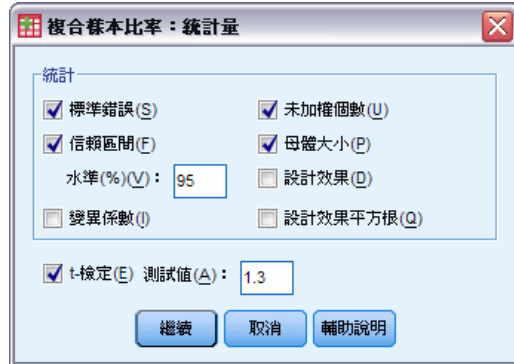 複合樣本比率：統計量
統計
標準錯誤(S) 未加權個數(U)
信賴區間(F) 母體大小(P)
水準(%)(V)： 95 設計效果(D)
變異係數(I) 設計效果平方根(Q)
t-檢定(E) 測試值(A)： 1.3
繼續 取消 輔助說明